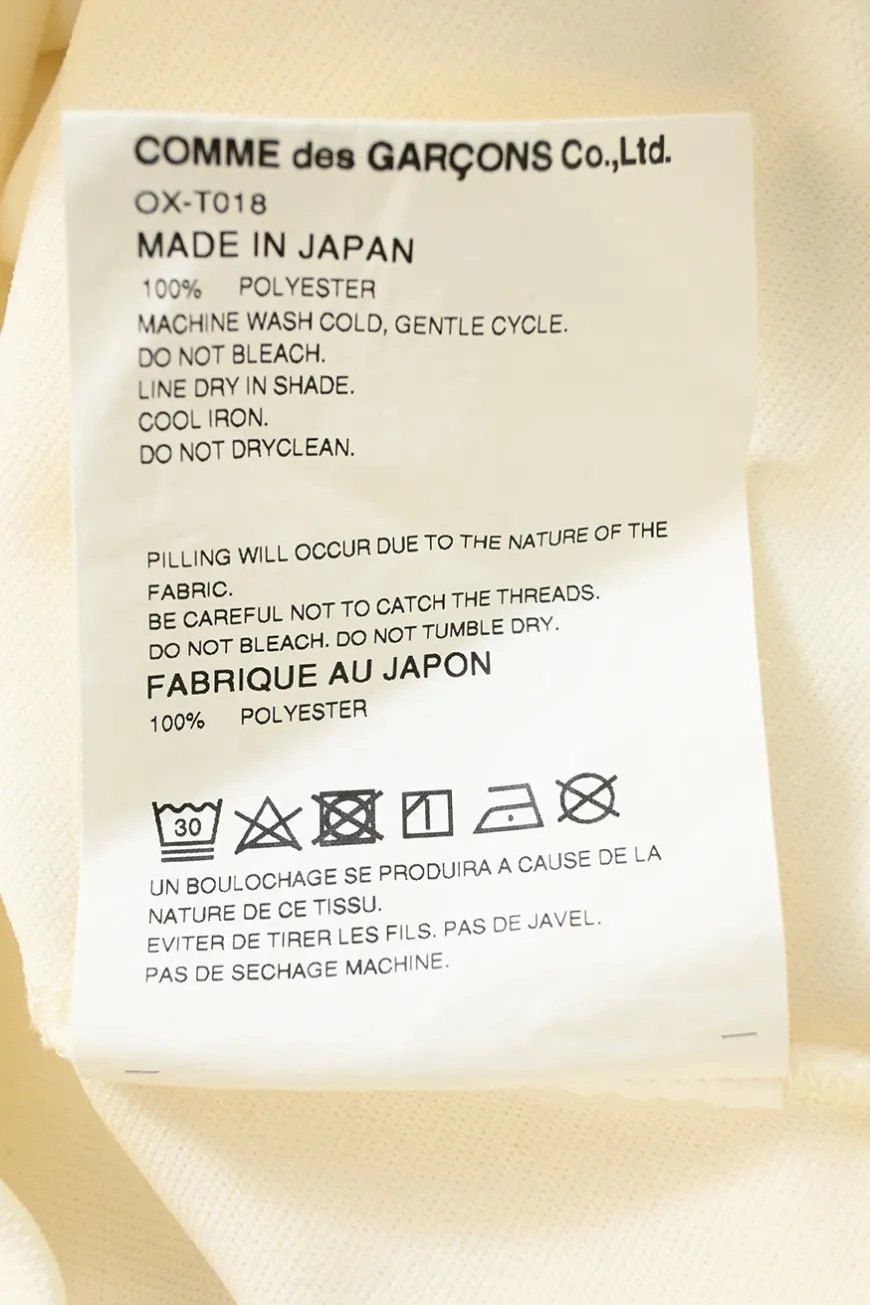 COMME des GARÇONS Co.,Ltd.
OX-T018
MADE IN JAPAN
100% POLYESTER
MACHINE WASH COLD, GENTLE CYCLE.
DO NOT BLEACH.
LINE DRY IN SHADE.
COOL IRON.
DO NOT DRYCLEAN.
PILLING WILL OCCUR DUE TO THE NATURE OF THE
FABRIC.
BE CAREFUL NOT TO CATCH THE THREADS.
DO NOT BLEACH. DO NOT TUMBLE DRY.
FABRIQUE AU JAPON
100% POLYESTER
30
UN BOULOCHAGE SE PRODUIRA A CAUSE DE LA
NATURE DE CE TISSU.
EVITER DE TIRER LES FILS. PAS DE JAVEL.
PAS DE SECHAGE MACHINE.